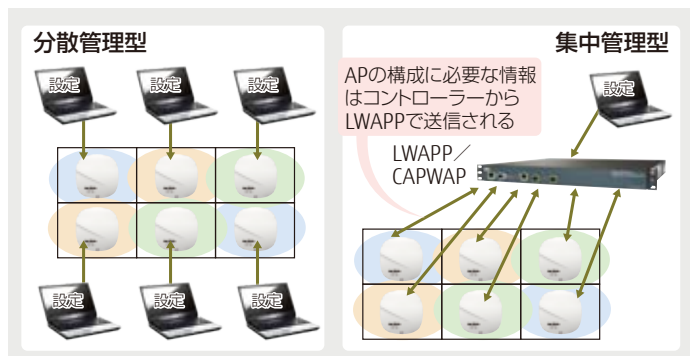 分散管理型
設定
設定
設定
設定
設定
設定
集中管理型
APの構成に必要な情報
はコントローラーから
LWAPPで送信される
設定
LWAPP／
CAPWAP